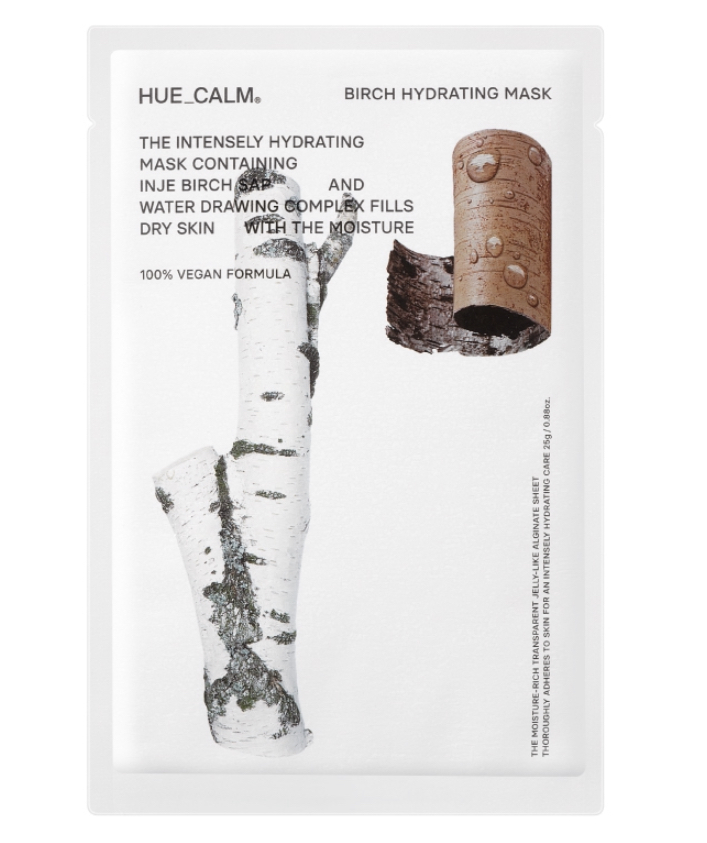 HUE_CALM®
BIRCH HYDRATING MASK
THE INTENSELY HYDRATING
MASK CONTAINING
INJE BIRCH SAP AND
WATER DRAWING COMPLEX FILLS
DRY SKIN WITH THE MOISTURE
100% VEGAN FORMULA
THE MOISTURE-RICH TRANSPARENT JELLY-LIKE ALGINATE SHEET
THOROUGHLY ADHERES TO SKIN FOR AN INTENSELY HYDRATING CARE 25g / 0.88oz.